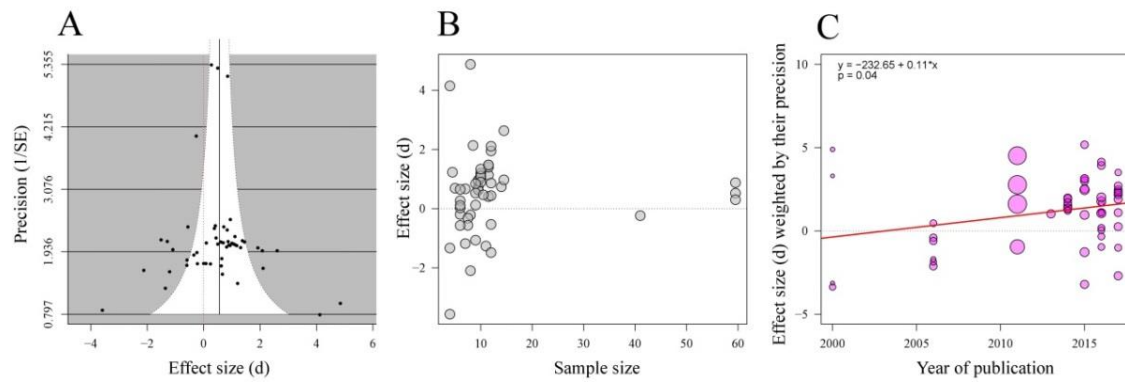 A
Precision (1/SE)
5.355
4.215
3.076
1.936
0.797
−4
−2
0
2
4
6
Effect size (d)
B
Effect size (d)
4
2
0
−2
10
20
30
40
50
60
Sample size
C
Effect size (d) weighted by their precision
10
5
0
−5
y = −232.65 + 0.11*x
p = 0.04
2000
2005
2010
2015
Year of publication